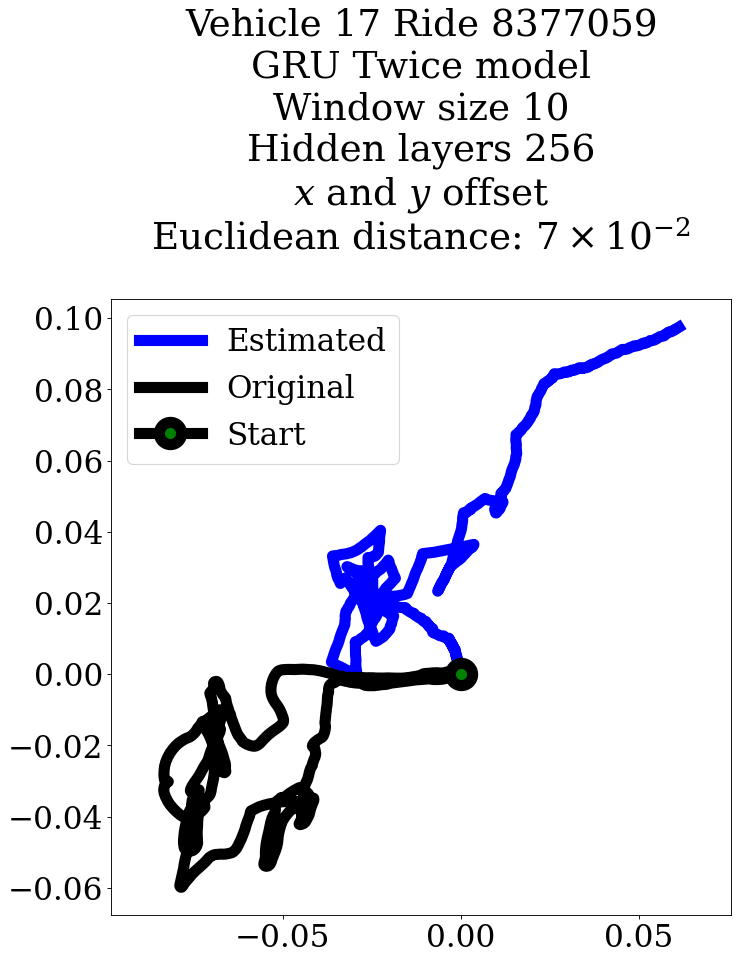 Vehicle 17 Ride 8377059
GRU Twice model
Window size 10
Hidden layers 256
x and y offset
Euclidean distance: 7 × 10⁻²
Estimated
Original
Start
0.10
0.08
0.06
0.04
0.02
0.00
−0.02
−0.04
−0.06
−0.05 0.00 0.05